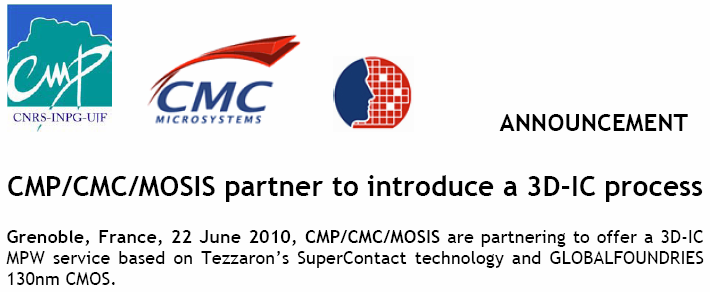 cmp
CNRS-INPG-UJF
CMC
MICROSYSTEMS
ANNOUNCEMENT
CMP/CMC/MOSIS partner to introduce a 3D-IC process
Grenoble, France, 22 June 2010, CMP/CMC/MOSIS are partnering to offer a 3D-IC
MPW service based on Tezzaron’s SuperContact technology and GLOBALFOUNDRIES
130nm CMOS.